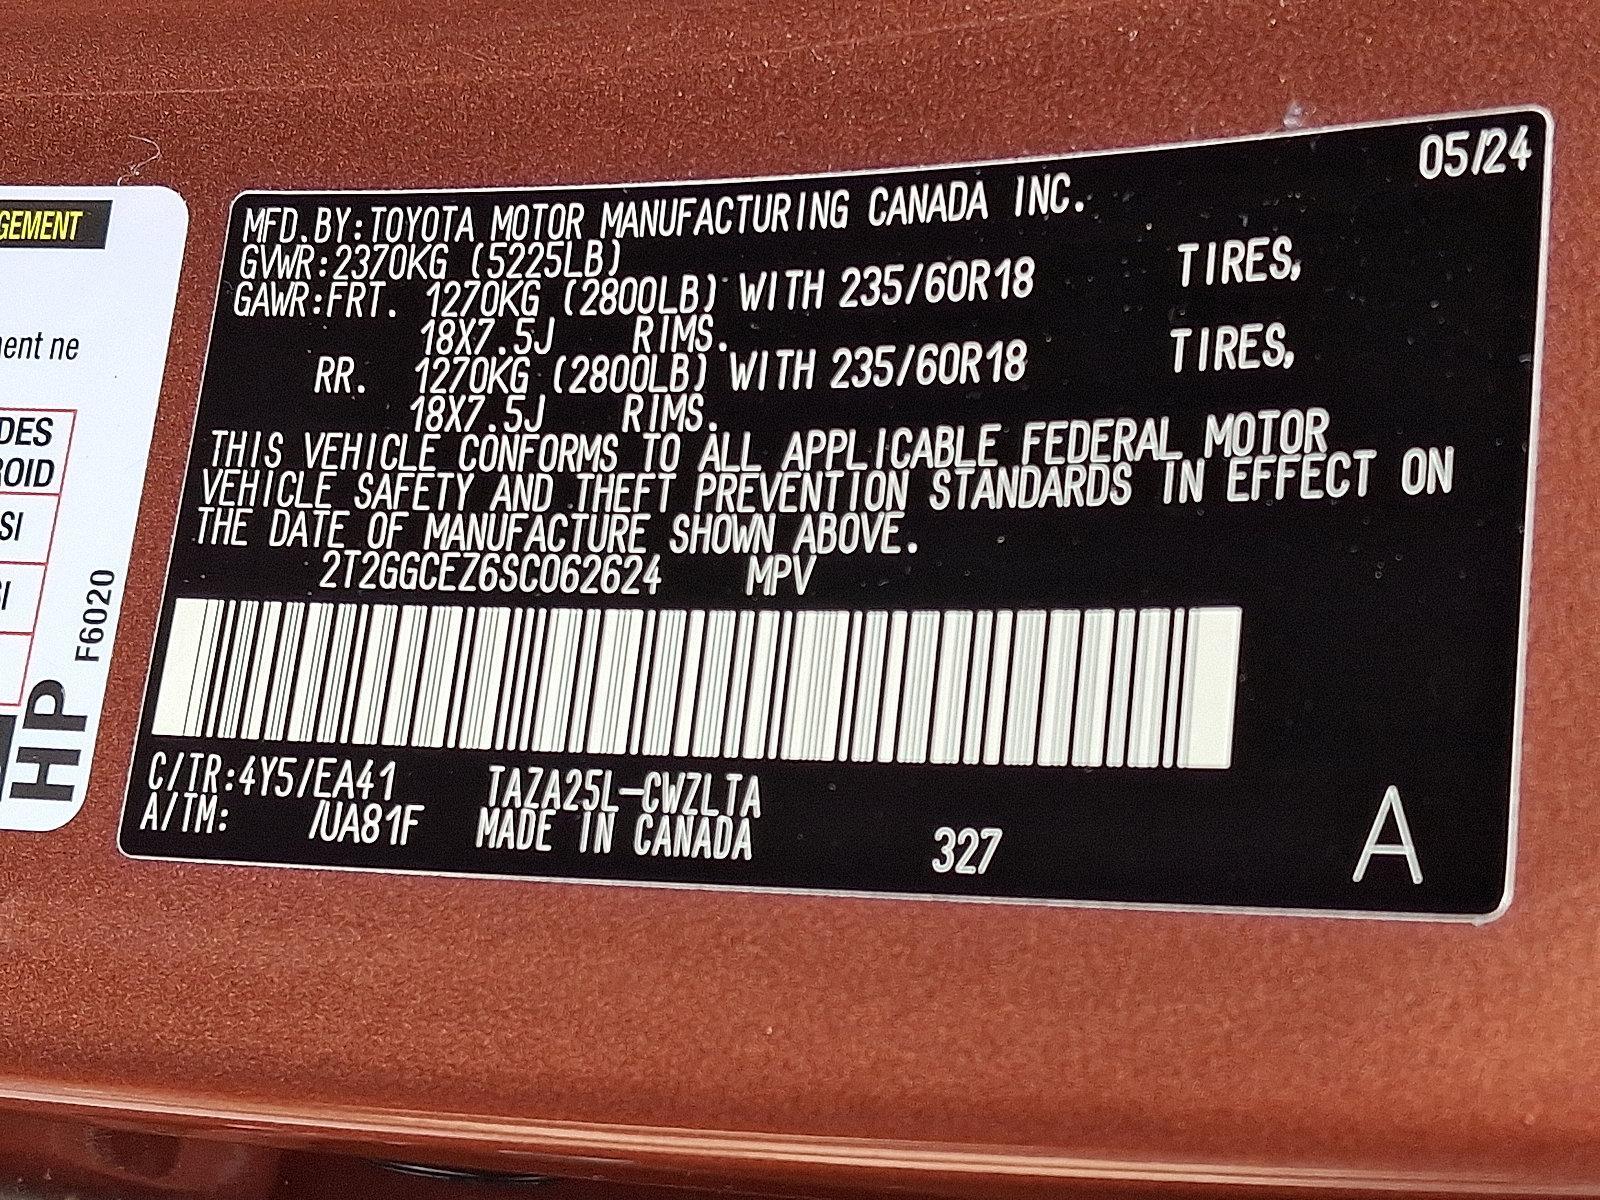 GEMENT
ment ne
DES
ROID
SI
F6020
HP
05/24
MFD.BY:TOYOTA MOTOR MANUFACTURING CANADA INC.
GVWR:2370KG (5225LB)
GAWR:FRT. 1270KG (2800LB) WITH 235/60R18 TIRES,
18X7.5J RIMS.
RR. 1270KG (2800LB) WITH 235/60R18 TIRES,
18X7.5J RIMS.
THIS VEHICLE CONFORMS TO ALL APPLICABLE FEDERAL MOTOR
VEHICLE SAFETY AND THEFT PREVENTION STANDARDS IN EFFECT ON
THE DATE OF MANUFACTURE SHOWN ABOVE.
2T2GGCEZ6SC062624 MPV
C/TR:4Y5/EA41 TAZA25L-CWZLTA
A/TM: /UA81F MADE IN CANADA 327 A